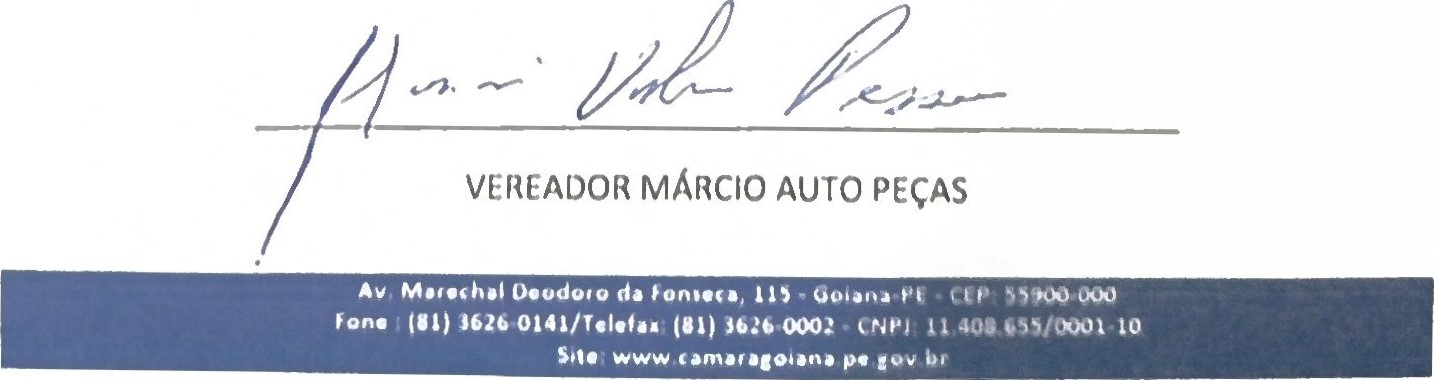 VEREADOR MÁRCIO AUTO PEÇAS
Av. Marechal Deodoro da Fonseca, 115 - Goiana-PE - CEP: 55900-000
Fone : (81) 3626-0141/Telefax: (81) 3626-0002 - CNPJ: 11.408.655/0001-10
Site: www.camaragoiana.pe.gov.br